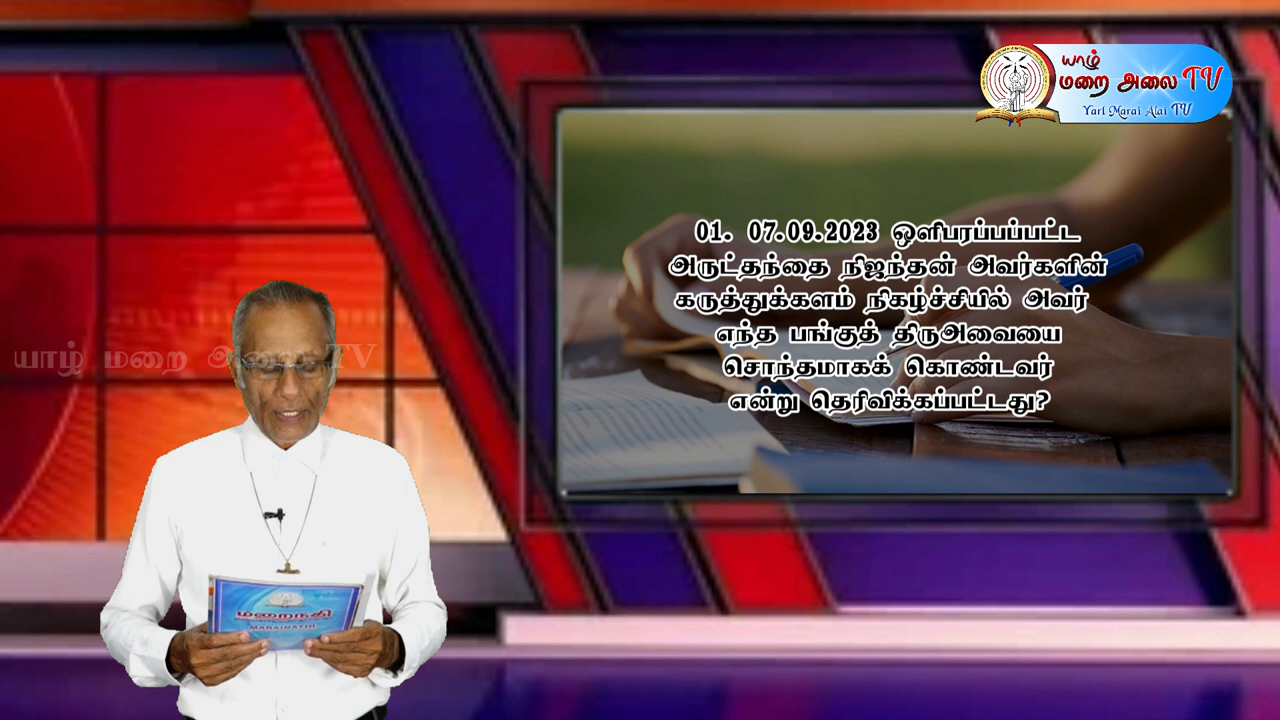 யாழ்
மறை அலை TV
Yarl Marai Alai TV
01. 07.09.2023 ஒளிபரப்பப்பட்ட
அருட்தந்தை நிஜந்தன் அவர்களின்
கருத்துக்களம் நிகழ்ச்சியில் அவர்
எந்த பங்குத் திருஅவையை
சொந்தமாகக் கொண்டவர்
என்று தெரிவிக்கப்பட்டது?
யாழ் மறை அலை TV
மறைநதி
MARAINATHI